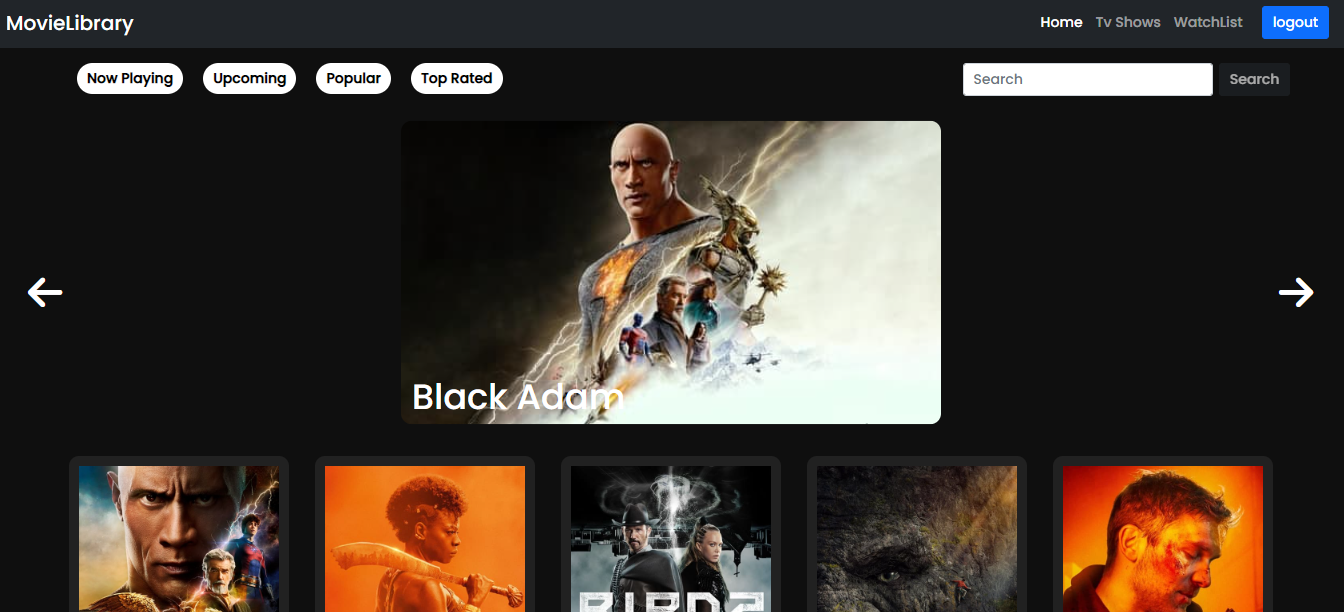 MovieLibrary
Home Tv Shows WatchList logout
Now Playing Upcoming Popular Top Rated
Search Search
Black Adam